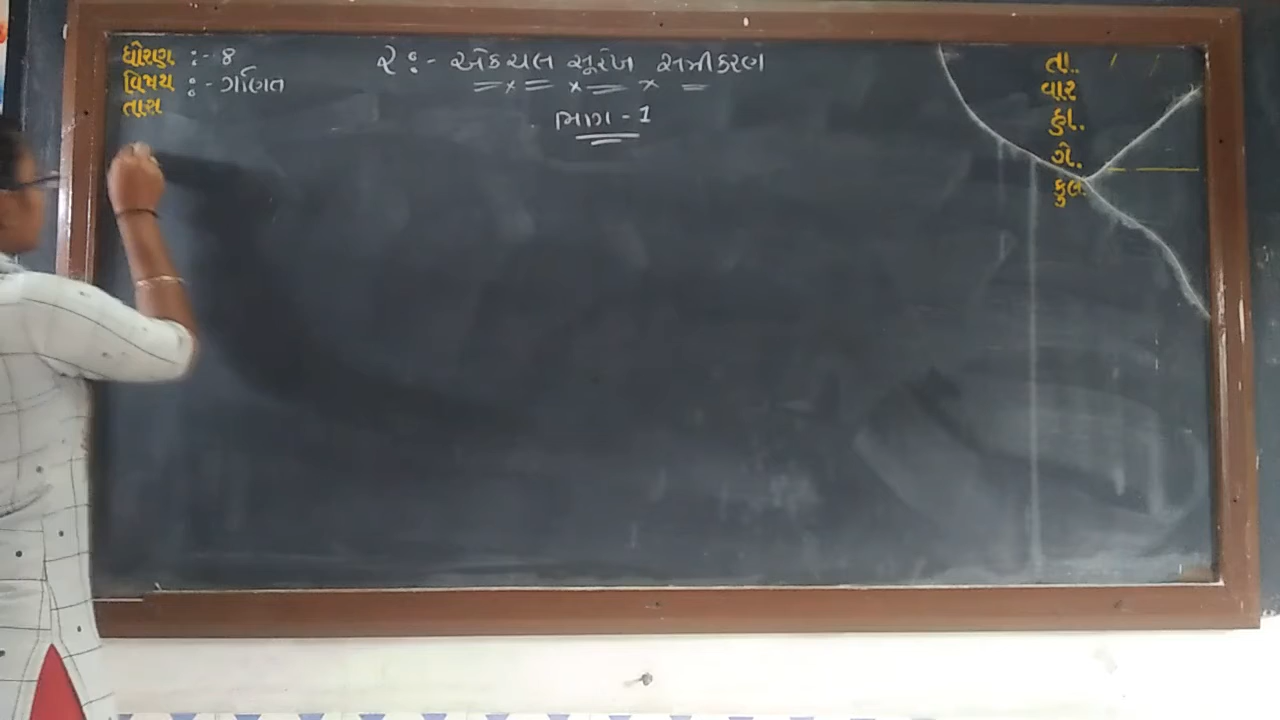 ધોરણ :- 8
વિષય :- ગણિત
તાસ
૨ :- એકચલ સૂરેખ સમીકરણ
ભાગ - 1
તા..
વાર
હા..
ગે.
કુલ